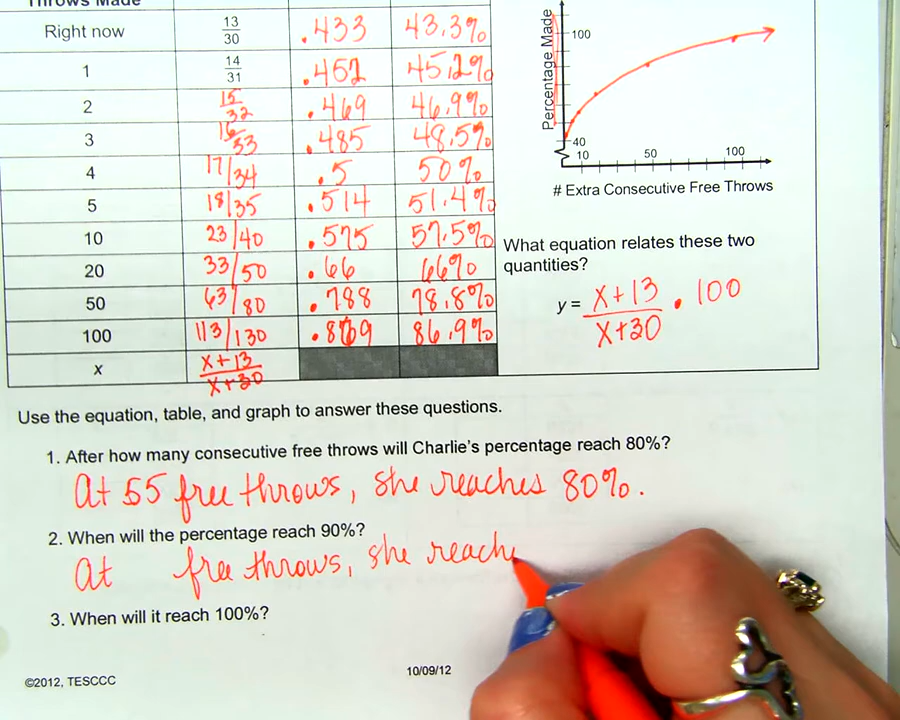 Throws Made
Right now 13/30 .433 43.3%
1 14/31 .452 45.2%
2 15/32 .469 46.9%
3 16/33 .485 48.5%
4 17/34 .5 50%
5 18/35 .514 51.4%
10 23/40 .575 57.5%
20 33/50 .66 66%
50 63/80 .788 78.8%
100 113/130 .869 86.9%
x x+13/x+30
Percentage Made
100
40
10 50 100
# Extra Consecutive Free Throws
What equation relates these two
quantities?
y = x+13/x+30 • 100
Use the equation, table, and graph to answer these questions.
1. After how many consecutive free throws will Charlie's percentage reach 80%?
At 55 free throws, she reaches 80%.
2. When will the percentage reach 90%?
At free throws, she reache
3. When will it reach 100%?
©2012, TESCCC
10/09/12